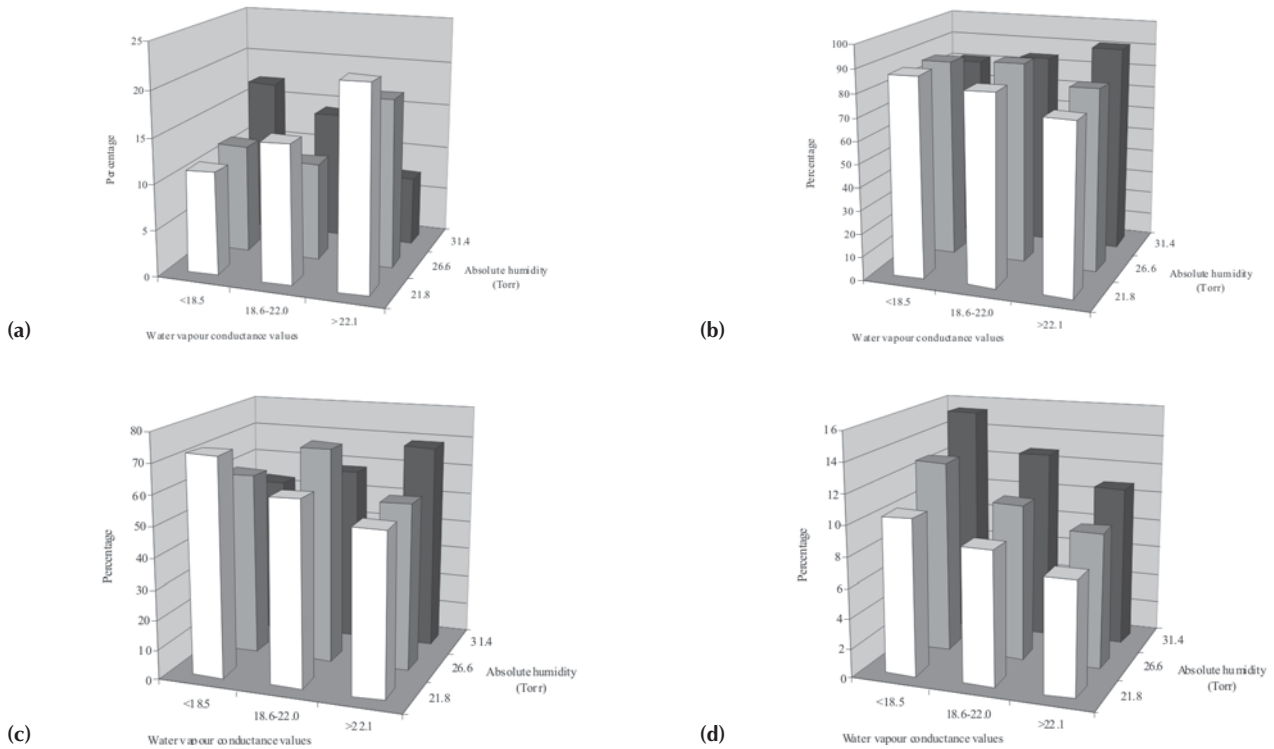 25
20
15
10
5
0
Percentage
<18.5
18.6-22.0
>22.1
31.4
26.6
21.8
Absolute humidity
(Torr)
Water vapour conductance values
(a)
100
90
80
70
60
50
40
30
20
10
0
Percentage
<18.5
18.6-22.0
>22.1
31.4
26.6
21.8
Absolute humidity
(Torr)
Water vapour conductance values
(b)
80
70
60
50
40
30
20
10
0
Percentage
<18.5
18.6-22.0
>22.1
31.4
26.6
21.8
Absolute humidity
(Torr)
Water vapour conductance values
(c)
16
14
12
10
8
6
4
2
0
Percentage
<18.5
18.6-22.0
>22.1
31.4
26.6
21.8
Absolute humidity
(Torr)
Water vapour conductance values
(d)